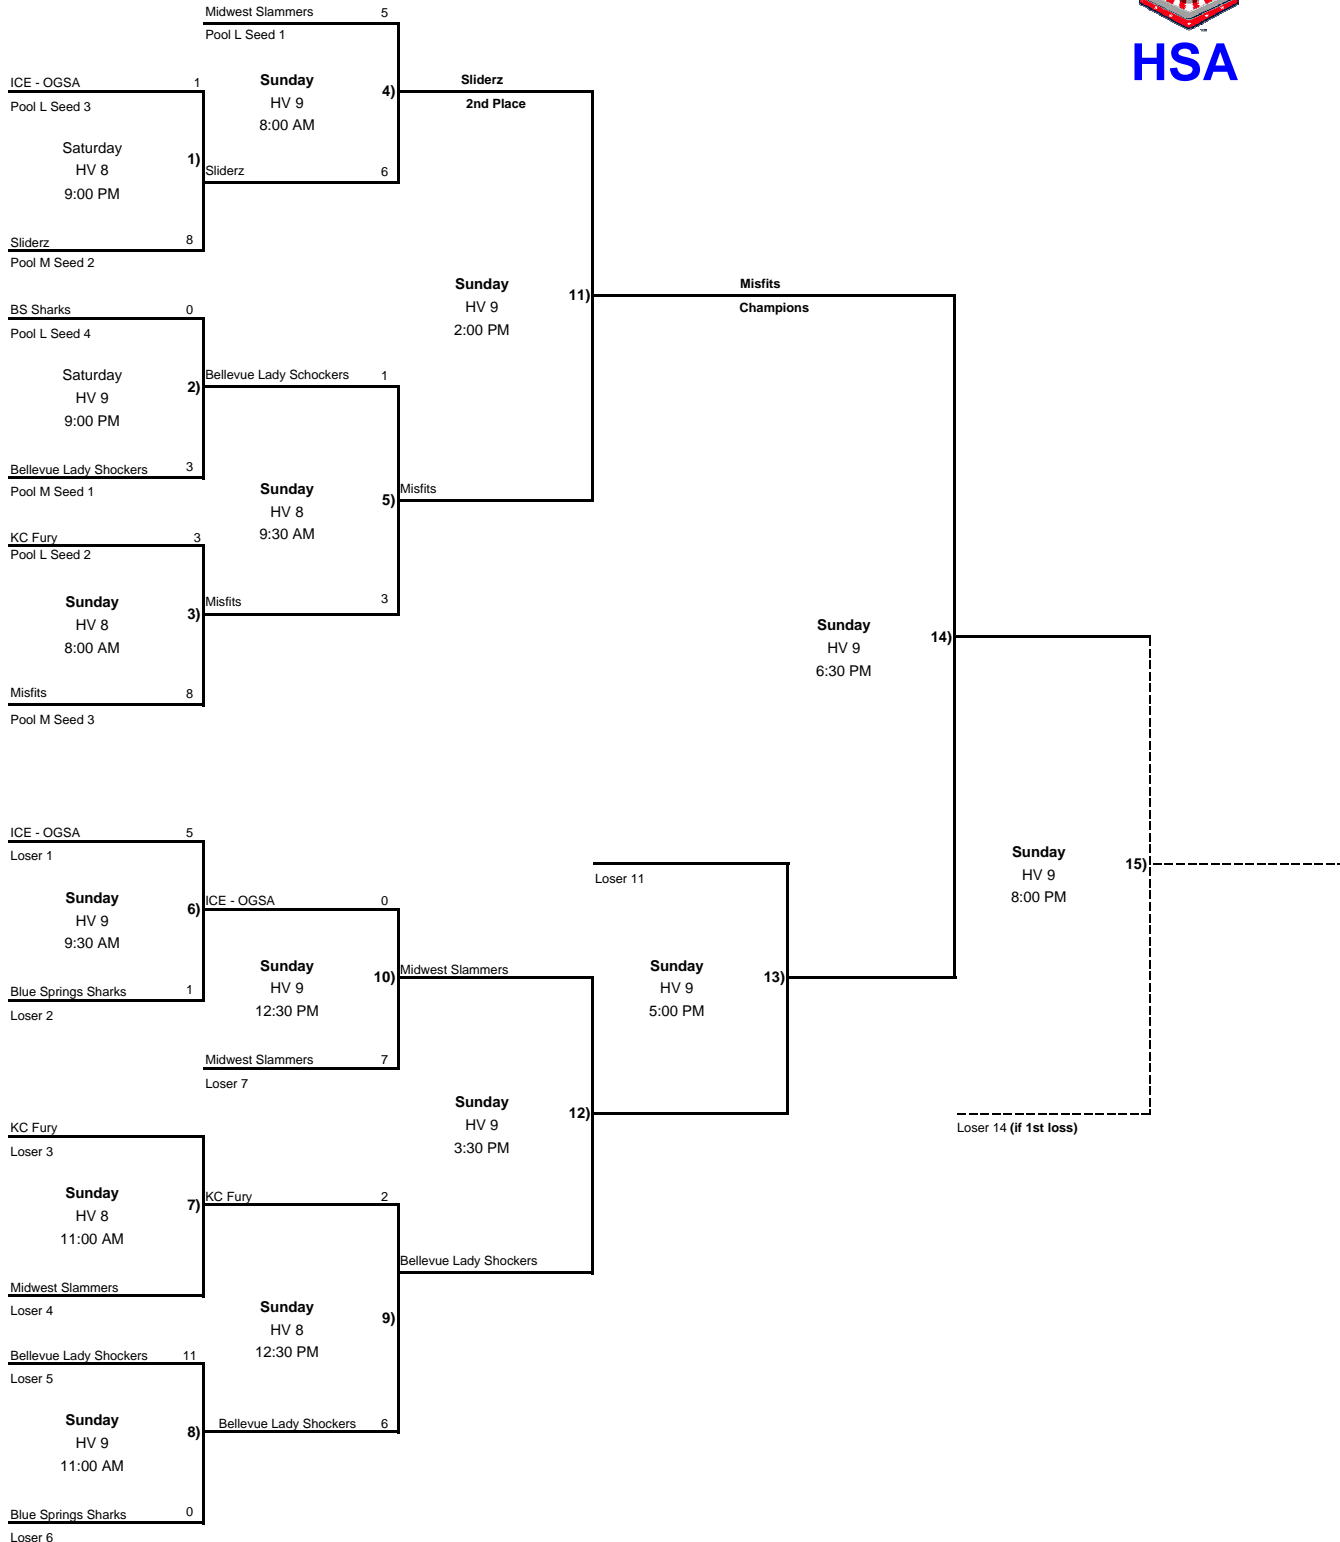 Midwest Slammers 5
Pool L Seed 1
HSA
ICE - OGSA 1
Pool L Seed 3
Sunday
HV 9
8:00 AM
4)
Sliderz
2nd Place
Saturday
HV 8
9:00 PM
1)
Sliderz 6
Sliderz 8
Pool M Seed 2
BS Sharks 0
Pool L Seed 4
Sunday
HV 9
2:00 PM
11)
Misfits
Champions
Saturday
HV 9
9:00 PM
2)
Bellevue Lady Schockers 1
Bellevue Lady Shockers 3
Pool M Seed 1
Sunday
HV 8
9:30 AM
5)
Misfits
KC Fury 3
Pool L Seed 2
Sunday
HV 8
8:00 AM
3)
Misfits 3
Misfits 8
Pool M Seed 3
Sunday
HV 9
6:30 PM
14)
ICE - OGSA 5
Loser 1
Sunday
HV 9
9:30 AM
6)
ICE - OGSA 0
Loser 11
Sunday
HV 9
8:00 PM
15)
Blue Springs Sharks 1
Loser 2
Sunday
HV 9
12:30 PM
10)
Midwest Slammers
Sunday
HV 9
5:00 PM
13)
Midwest Slammers 7
Loser 7
Sunday
HV 9
3:30 PM
12)
Loser 14 (if 1st loss)
KC Fury
Loser 3
Sunday
HV 8
11:00 AM
7)
KC Fury 2
Bellevue Lady Shockers
Midwest Slammers
Loser 4
Sunday
HV 8
12:30 PM
9)
Bellevue Lady Shockers 11
Loser 5
Sunday
HV 9
11:00 AM
8)
Bellevue Lady Shockers 6
Blue Springs Sharks 0
Loser 6